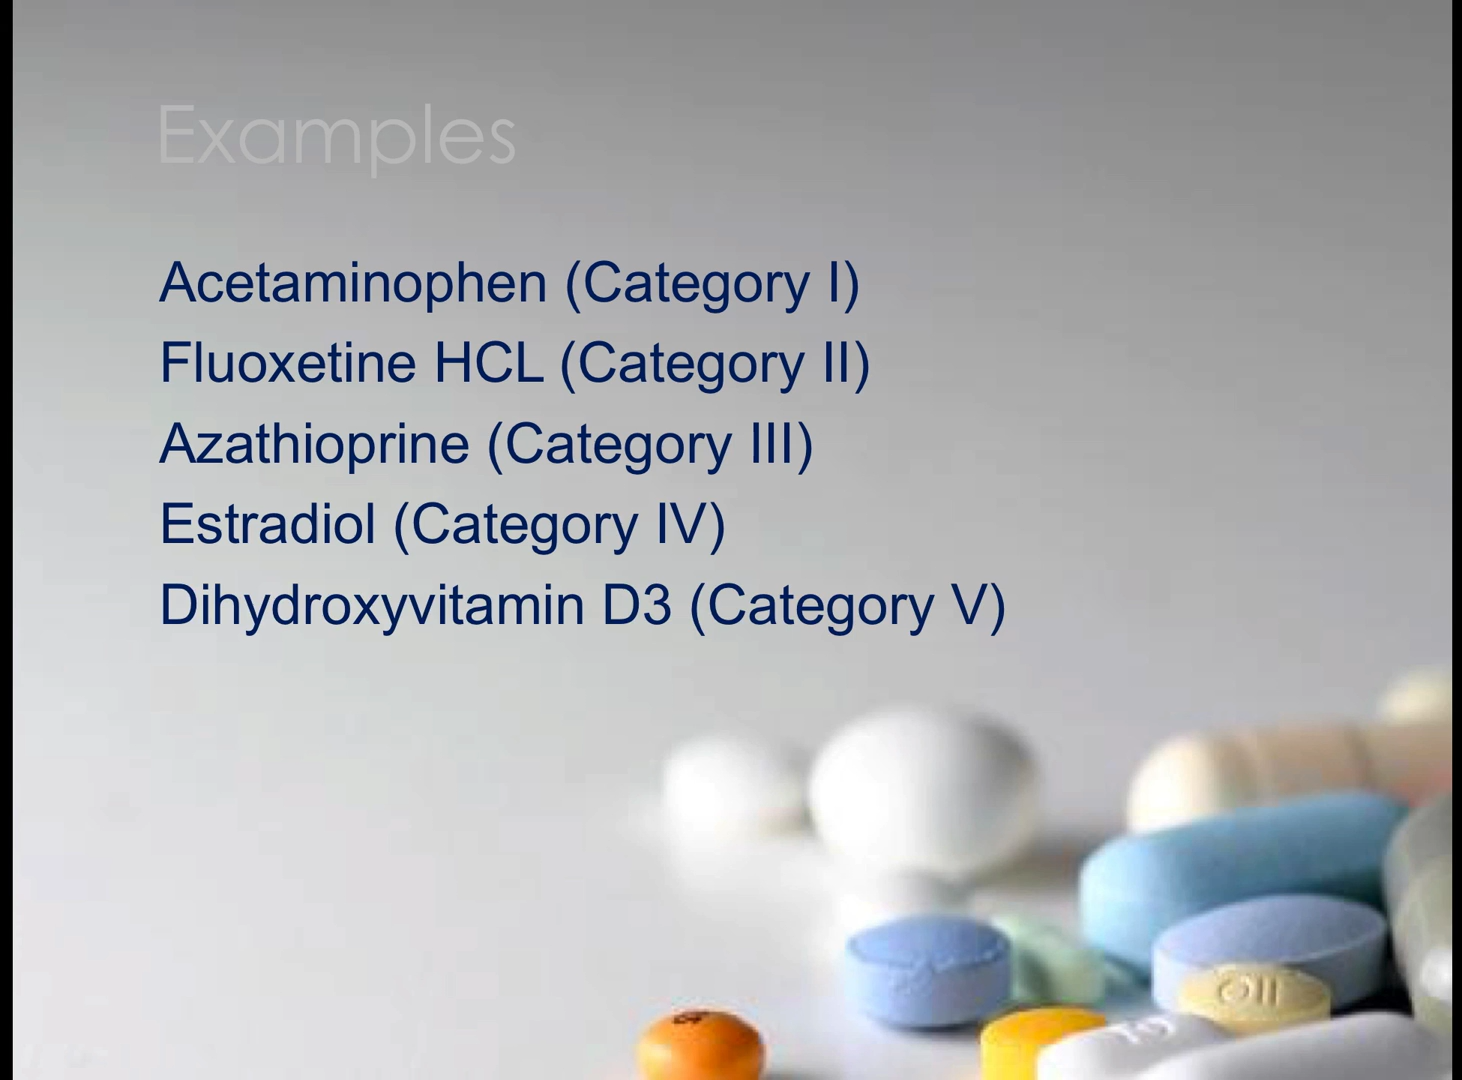 Examples
Acetaminophen (Category I)
Fluoxetine HCL (Category II)
Azathioprine (Category III)
Estradiol (Category IV)
Dihydroxyvitamin D3 (Category V)